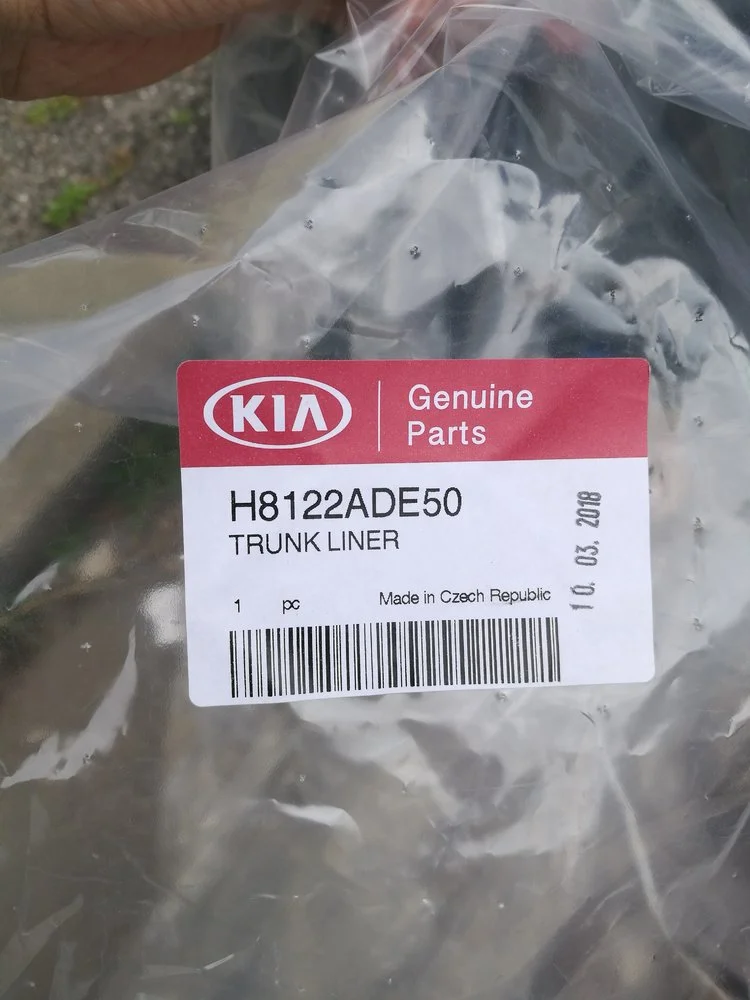 KIA
Genuine
Parts
H8122ADE50
TRUNK LINER
1 pc
Made in Czech Republic
10. 03. 2018